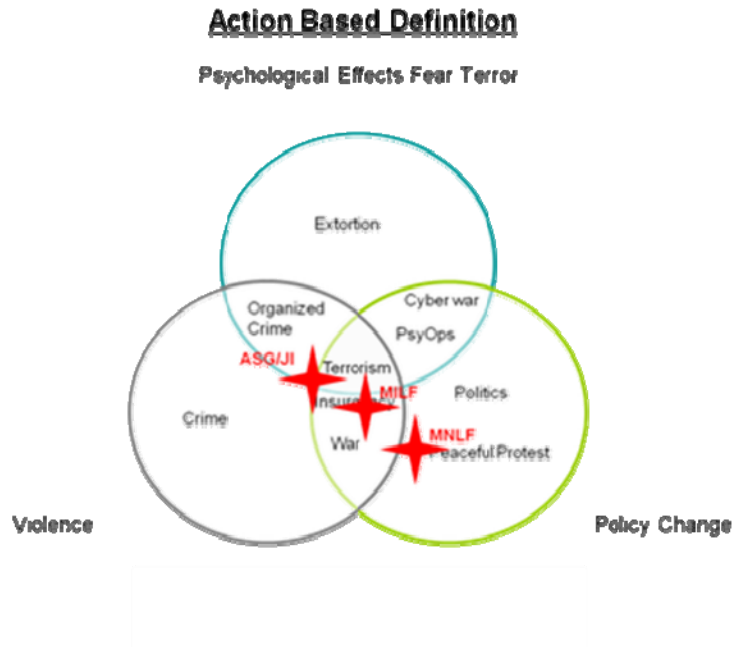 Action Based Definition
Psychological Effects Fear Terror
Extortion
Cyber war
Organized
Crime
PsyOps
ASG/JI
Terrorism
MILF
Politics
Insurgency
Crime
MNLF
War
Peaceful Protest
Violence
Policy Change